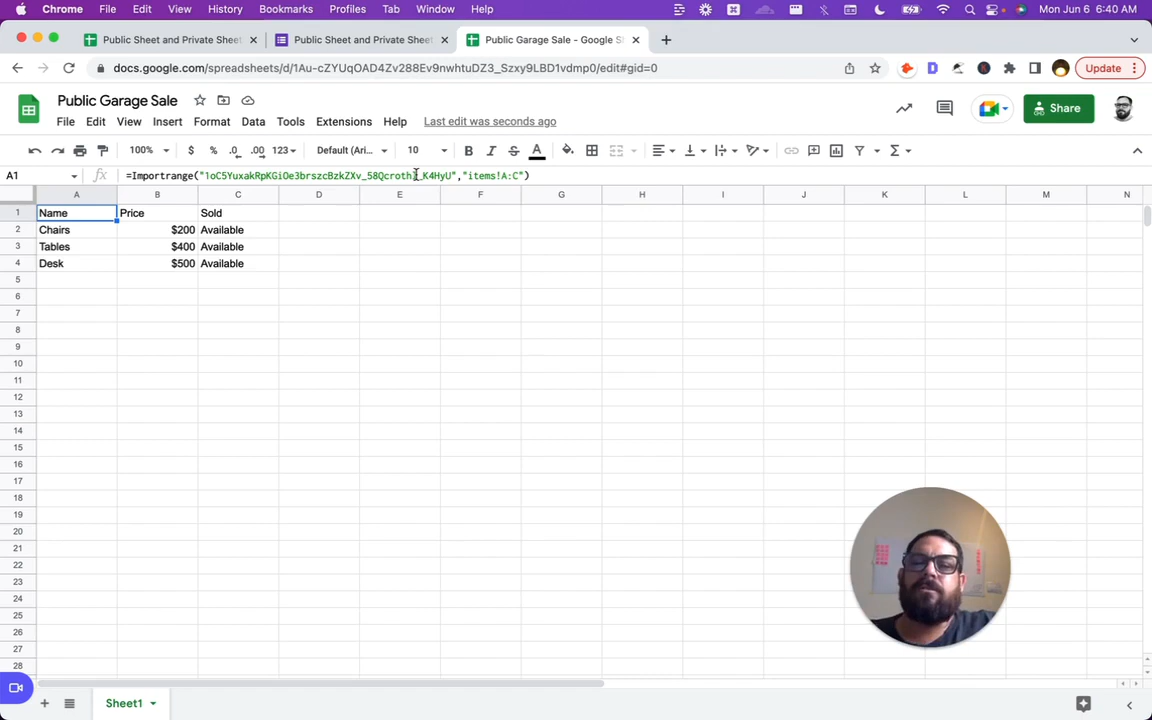 Chrome File Edit View History Bookmarks Profiles Tab Window Help Mon Jun 6 6:40 AM
Public Sheet and Private Sheet Public Sheet and Private Sheet Public Garage Sale - Google S
docs.google.com/spreadsheets/d/1Au-cZYUqOAD4Zv288Ev9nwhtuDZ3_Szxy9LBD1vdmp0/edit#gid=0 Update
Public Garage Sale
File Edit View Insert Format Data Tools Extensions Help Last edit was seconds ago Share
100% $ % .0 .00 123 Default (Ari... 10 B I S A
A1 fx
A B C D E F G H I J K L M N
1 Name Price Sold
2 Chairs $200 Available
3 Tables $400 Available
4 Desk $500 Available
5
6
7
8
9
10
11
12
13
14
15
16
17
18
19
20
21
22
23
24
25
26
27
28
Sheet1